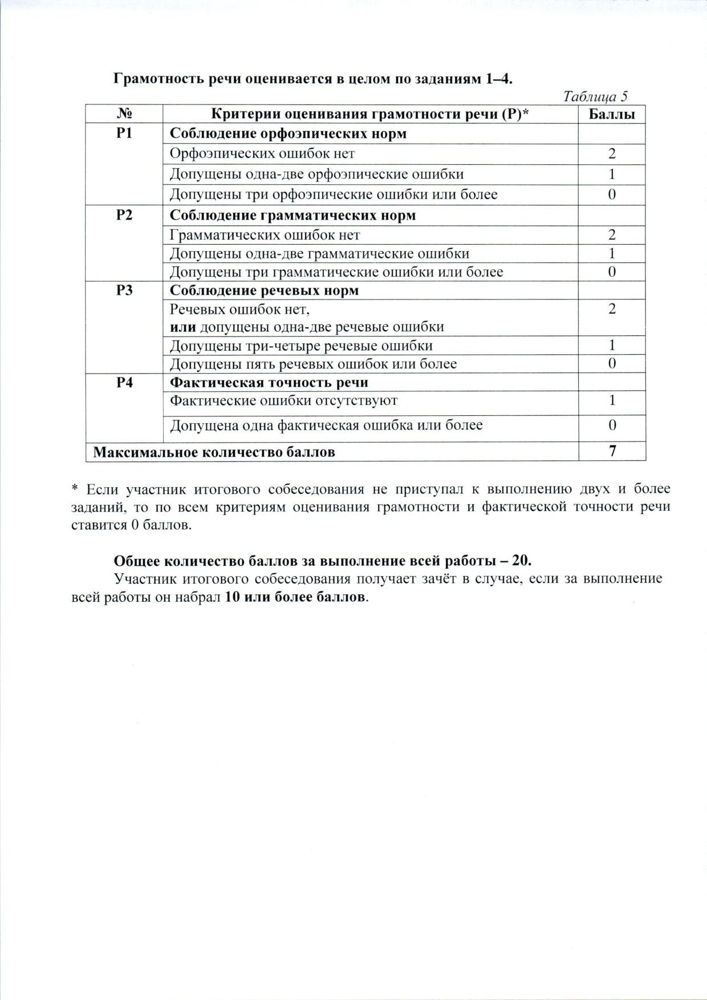 Грамотность речи оценивается в целом по заданиям 1–4.
Таблица 5
№ Критерии оценивания грамотности речи (Р)* Баллы
Р1 Соблюдение орфоэпических норм
Орфоэпических ошибок нет 2
Допущены одна-две орфоэпические ошибки 1
Допущены три орфоэпические ошибки или более 0
Р2 Соблюдение грамматических норм
Грамматических ошибок нет 2
Допущены одна-две грамматические ошибки 1
Допущены три грамматические ошибки или более 0
Р3 Соблюдение речевых норм
Речевых ошибок нет, 2
или допущены одна-две речевые ошибки
Допущены три-четыре речевые ошибки 1
Допущены пять речевых ошибок или более 0
Р4 Фактическая точность речи
Фактические ошибки отсутствуют 1
Допущена одна фактическая ошибка или более 0
Максимальное количество баллов 7
* Если участник итогового собеседования не приступал к выполнению двух и более
заданий, то по всем критериям оценивания грамотности и фактической точности речи
ставится 0 баллов.
Общее количество баллов за выполнение всей работы – 20.
Участник итогового собеседования получает зачёт в случае, если за выполнение
всей работы он набрал 10 или более баллов.